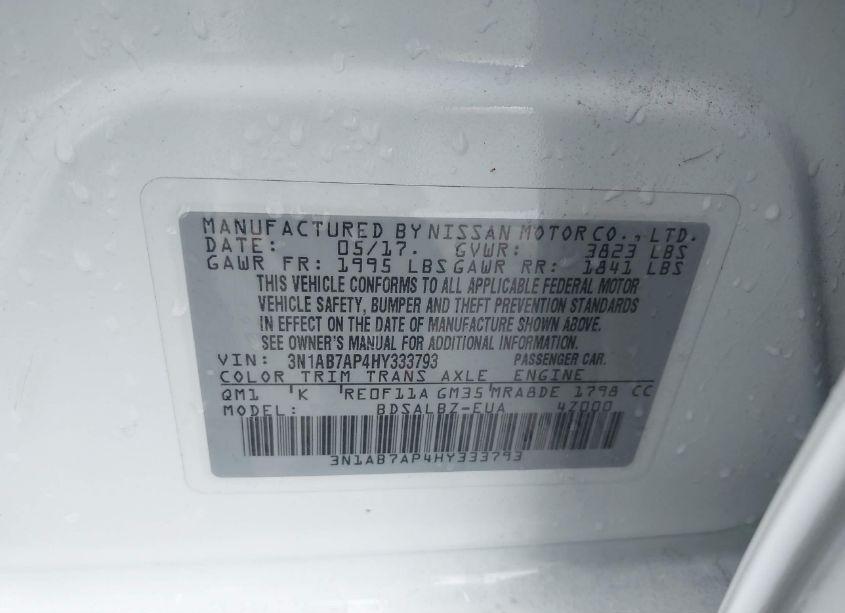 MANUFACTURED BY NISSAN MOTOR CO., LTD.
DATE: 05/17. GVWR: 3823 LBS
GAWR FR: 1995 LBS GAWR RR: 1841 LBS
THIS VEHICLE CONFORMS TO ALL APPLICABLE FEDERAL MOTOR
VEHICLE SAFETY, BUMPER AND THEFT PREVENTION STANDARDS
IN EFFECT ON THE DATE OF MANUFACTURE SHOWN ABOVE.
SEE OWNER'S MANUAL FOR ADDITIONAL INFORMATION.
VIN: 3N1AB7AP4HY333793 PASSENGER CAR.
COLOR TRIM TRANS AXLE ENGINE
QM1 K RE0F11A GM35 MRA8DE 1798 CC
MODEL: BDSALBZ-EUA 4Z000
3N1AB7AP4HY333793